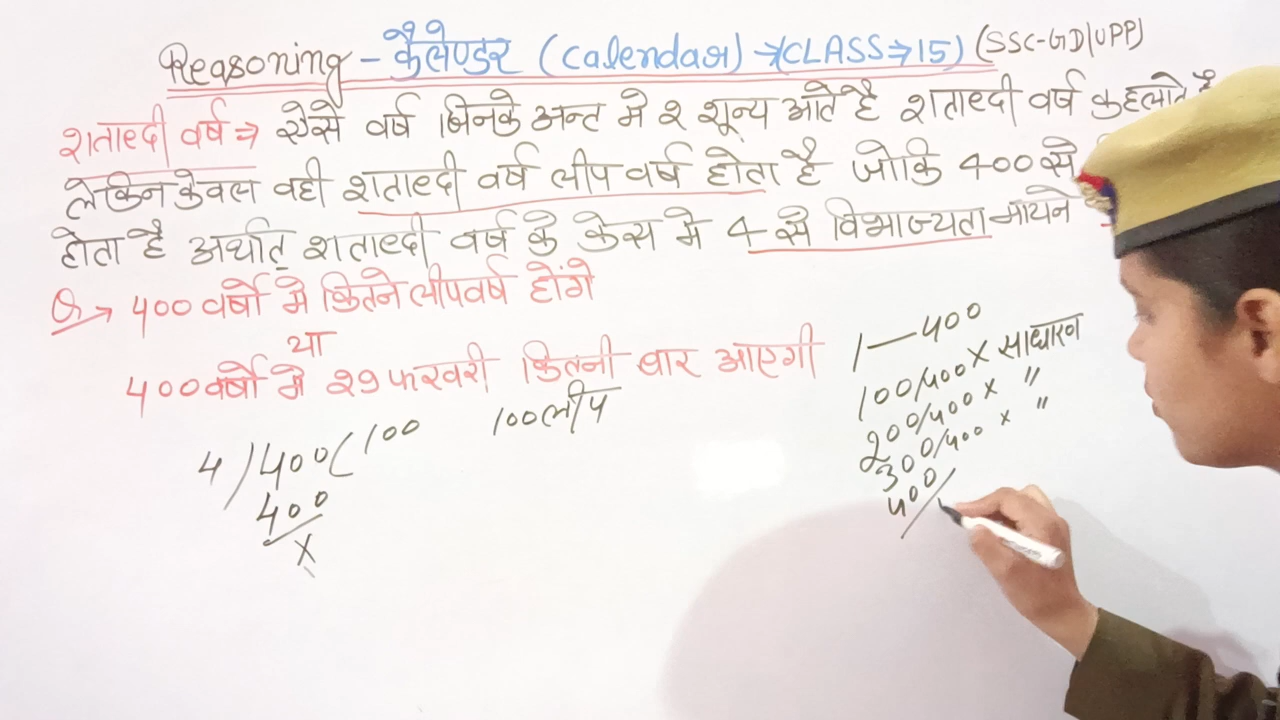 Reasoning - कैलेण्डर (Calendar) → (CLASS → 15) (SSC-GD/UPP)
शताब्दी वर्ष ⇒ ऐसे वर्ष जिनके अन्त मे २ शून्य आते है शताब्दी वर्ष कहलाते है
लेकिन केवल वही शताब्दी वर्ष लीप वर्ष होता है जोकि 400 से
होता है अर्थात् शताब्दी वर्ष के केस मे 4 से विभाज्यता मायने
Q → 400 वर्षो मे कितने लीपवर्ष होंगे
या
400 वर्षो मे 29 फरवरी कितनी बार आएगी
4 ) 400 ( 100
400
X
100 लीप
1 — 400
100/400 X साधारण
200/400 X "
300/400 X "
400/